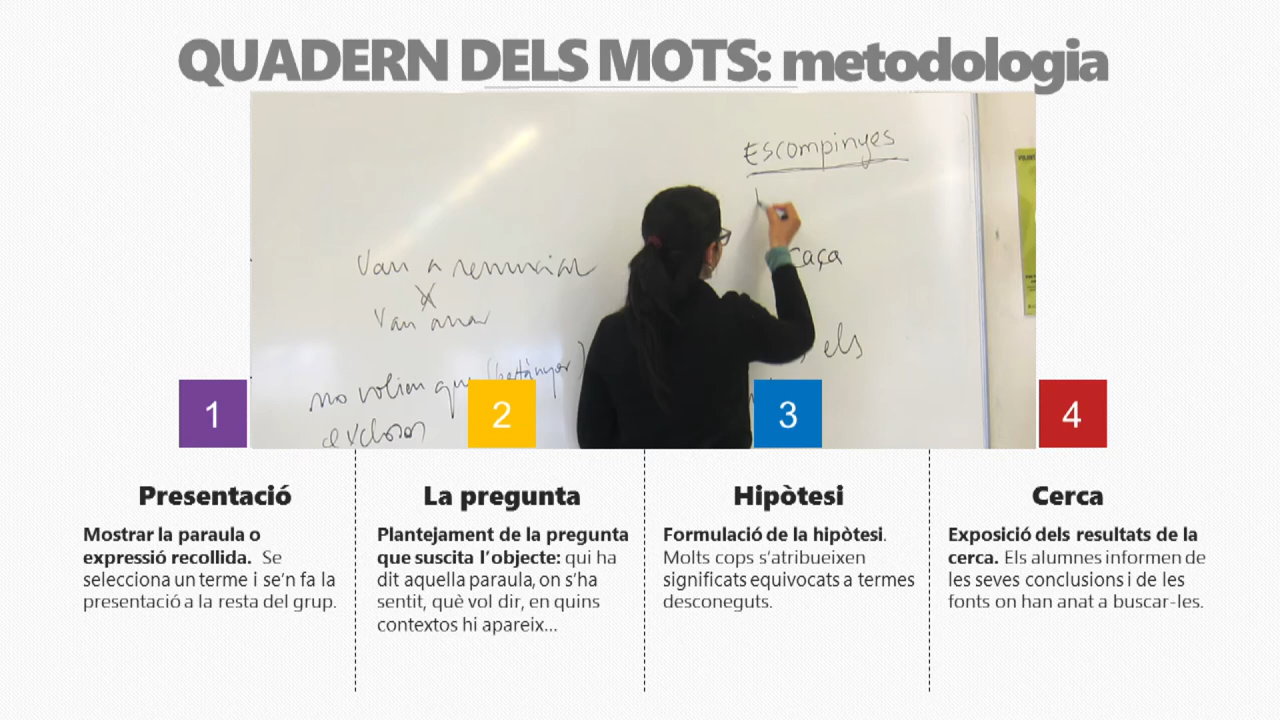 QUADERN DELS MOTS: metodologia
Escompinyes
Van a renunciar
caça
X
Van anar
els
no volien que (pertànyer)
exclosos
1
2
3
4
Presentació
Mostrar la paraula o
expressió recollida. Se
selecciona un terme i se’n fa la
presentació a la resta del grup.
La pregunta
Plantejament de la pregunta
que suscita l’objecte: qui ha
dit aquella paraula, on s’ha
sentit, què vol dir, en quins
contextos hi apareix...
Hipòtesi
Formulació de la hipòtesi.
Molts cops s’atribueixen
significats equivocats a termes
desconeguts.
Cerca
Exposició dels resultats de la
cerca. Els alumnes informen de
les seves conclusions i de les
fonts on han anat a buscar-les.